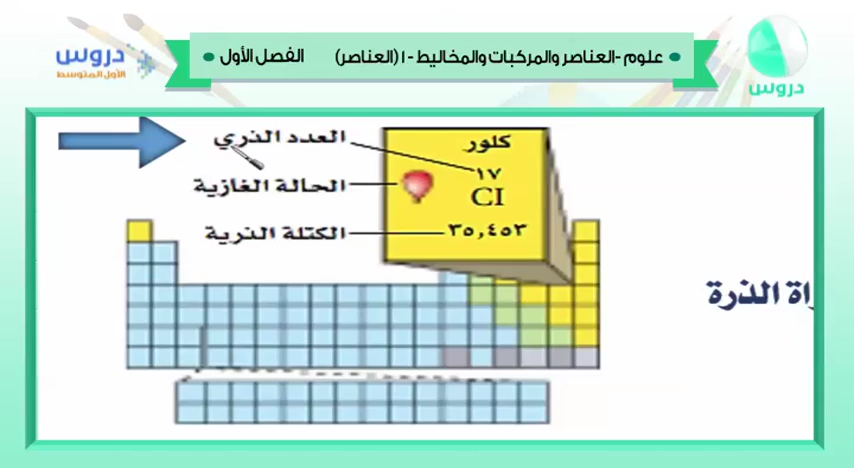 علوم -العناصر والمركبات والمخاليط -١ (العناصر) الفصل الأول
دروس
الأول المتوسط
دروس
العدد الذري
الحالة الغازية
الكتلة الذرية
كلور
١٧
Cl
٣٥,٤٥٣
الذرة